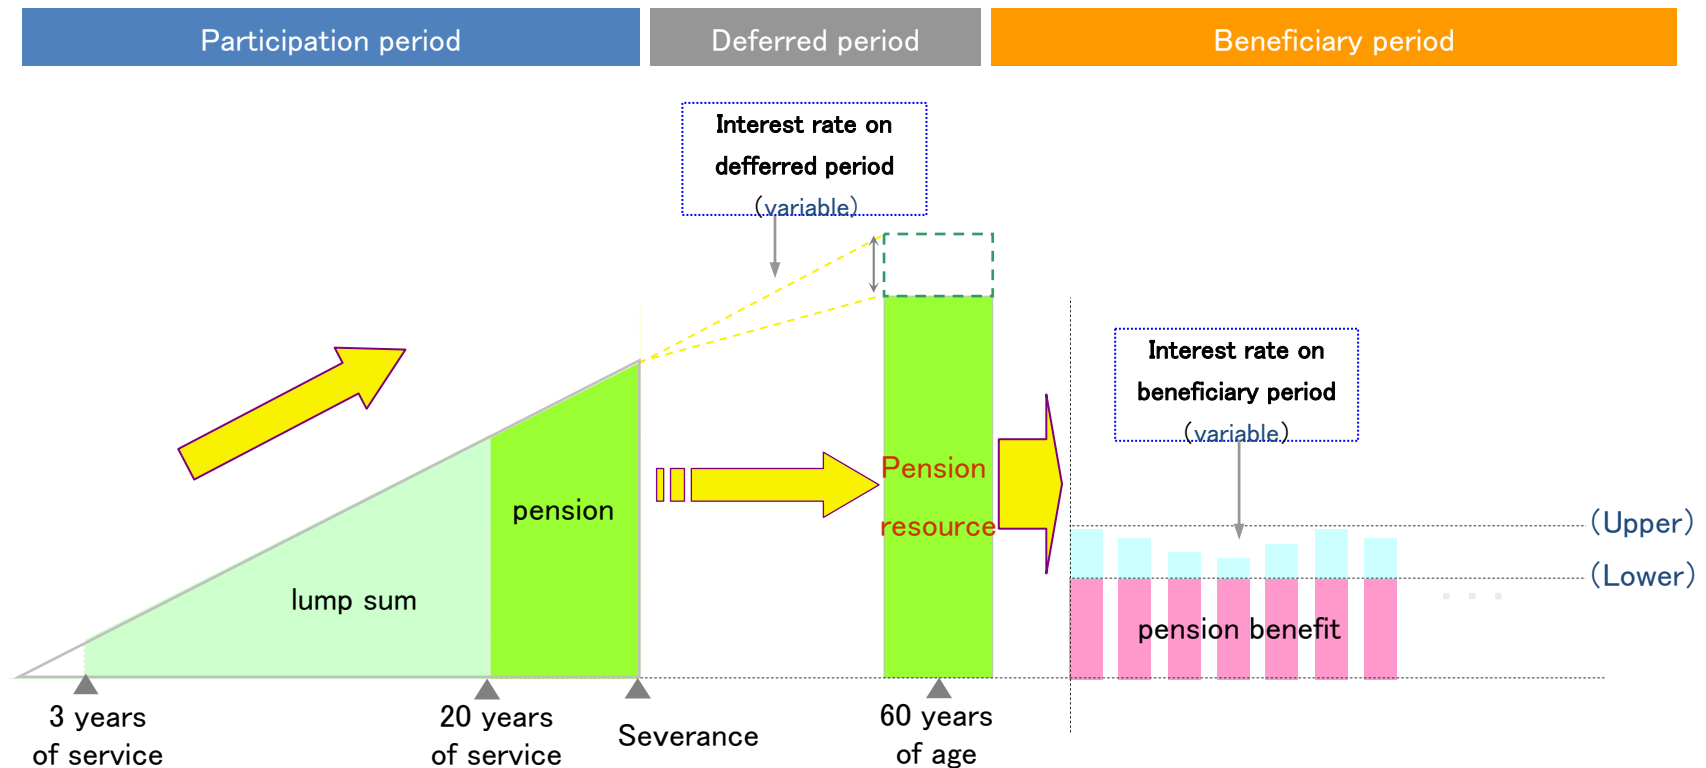 Participation period
Deferred period
Beneficiary period
Interest rate on
defferred period
(variable)
Interest rate on
beneficiary period
(variable)
Pension
resource
pension
lump sum
(Upper)
(Lower)
. . .
pension benefit
3 years
of service
20 years
of service
Severance
60 years
of age